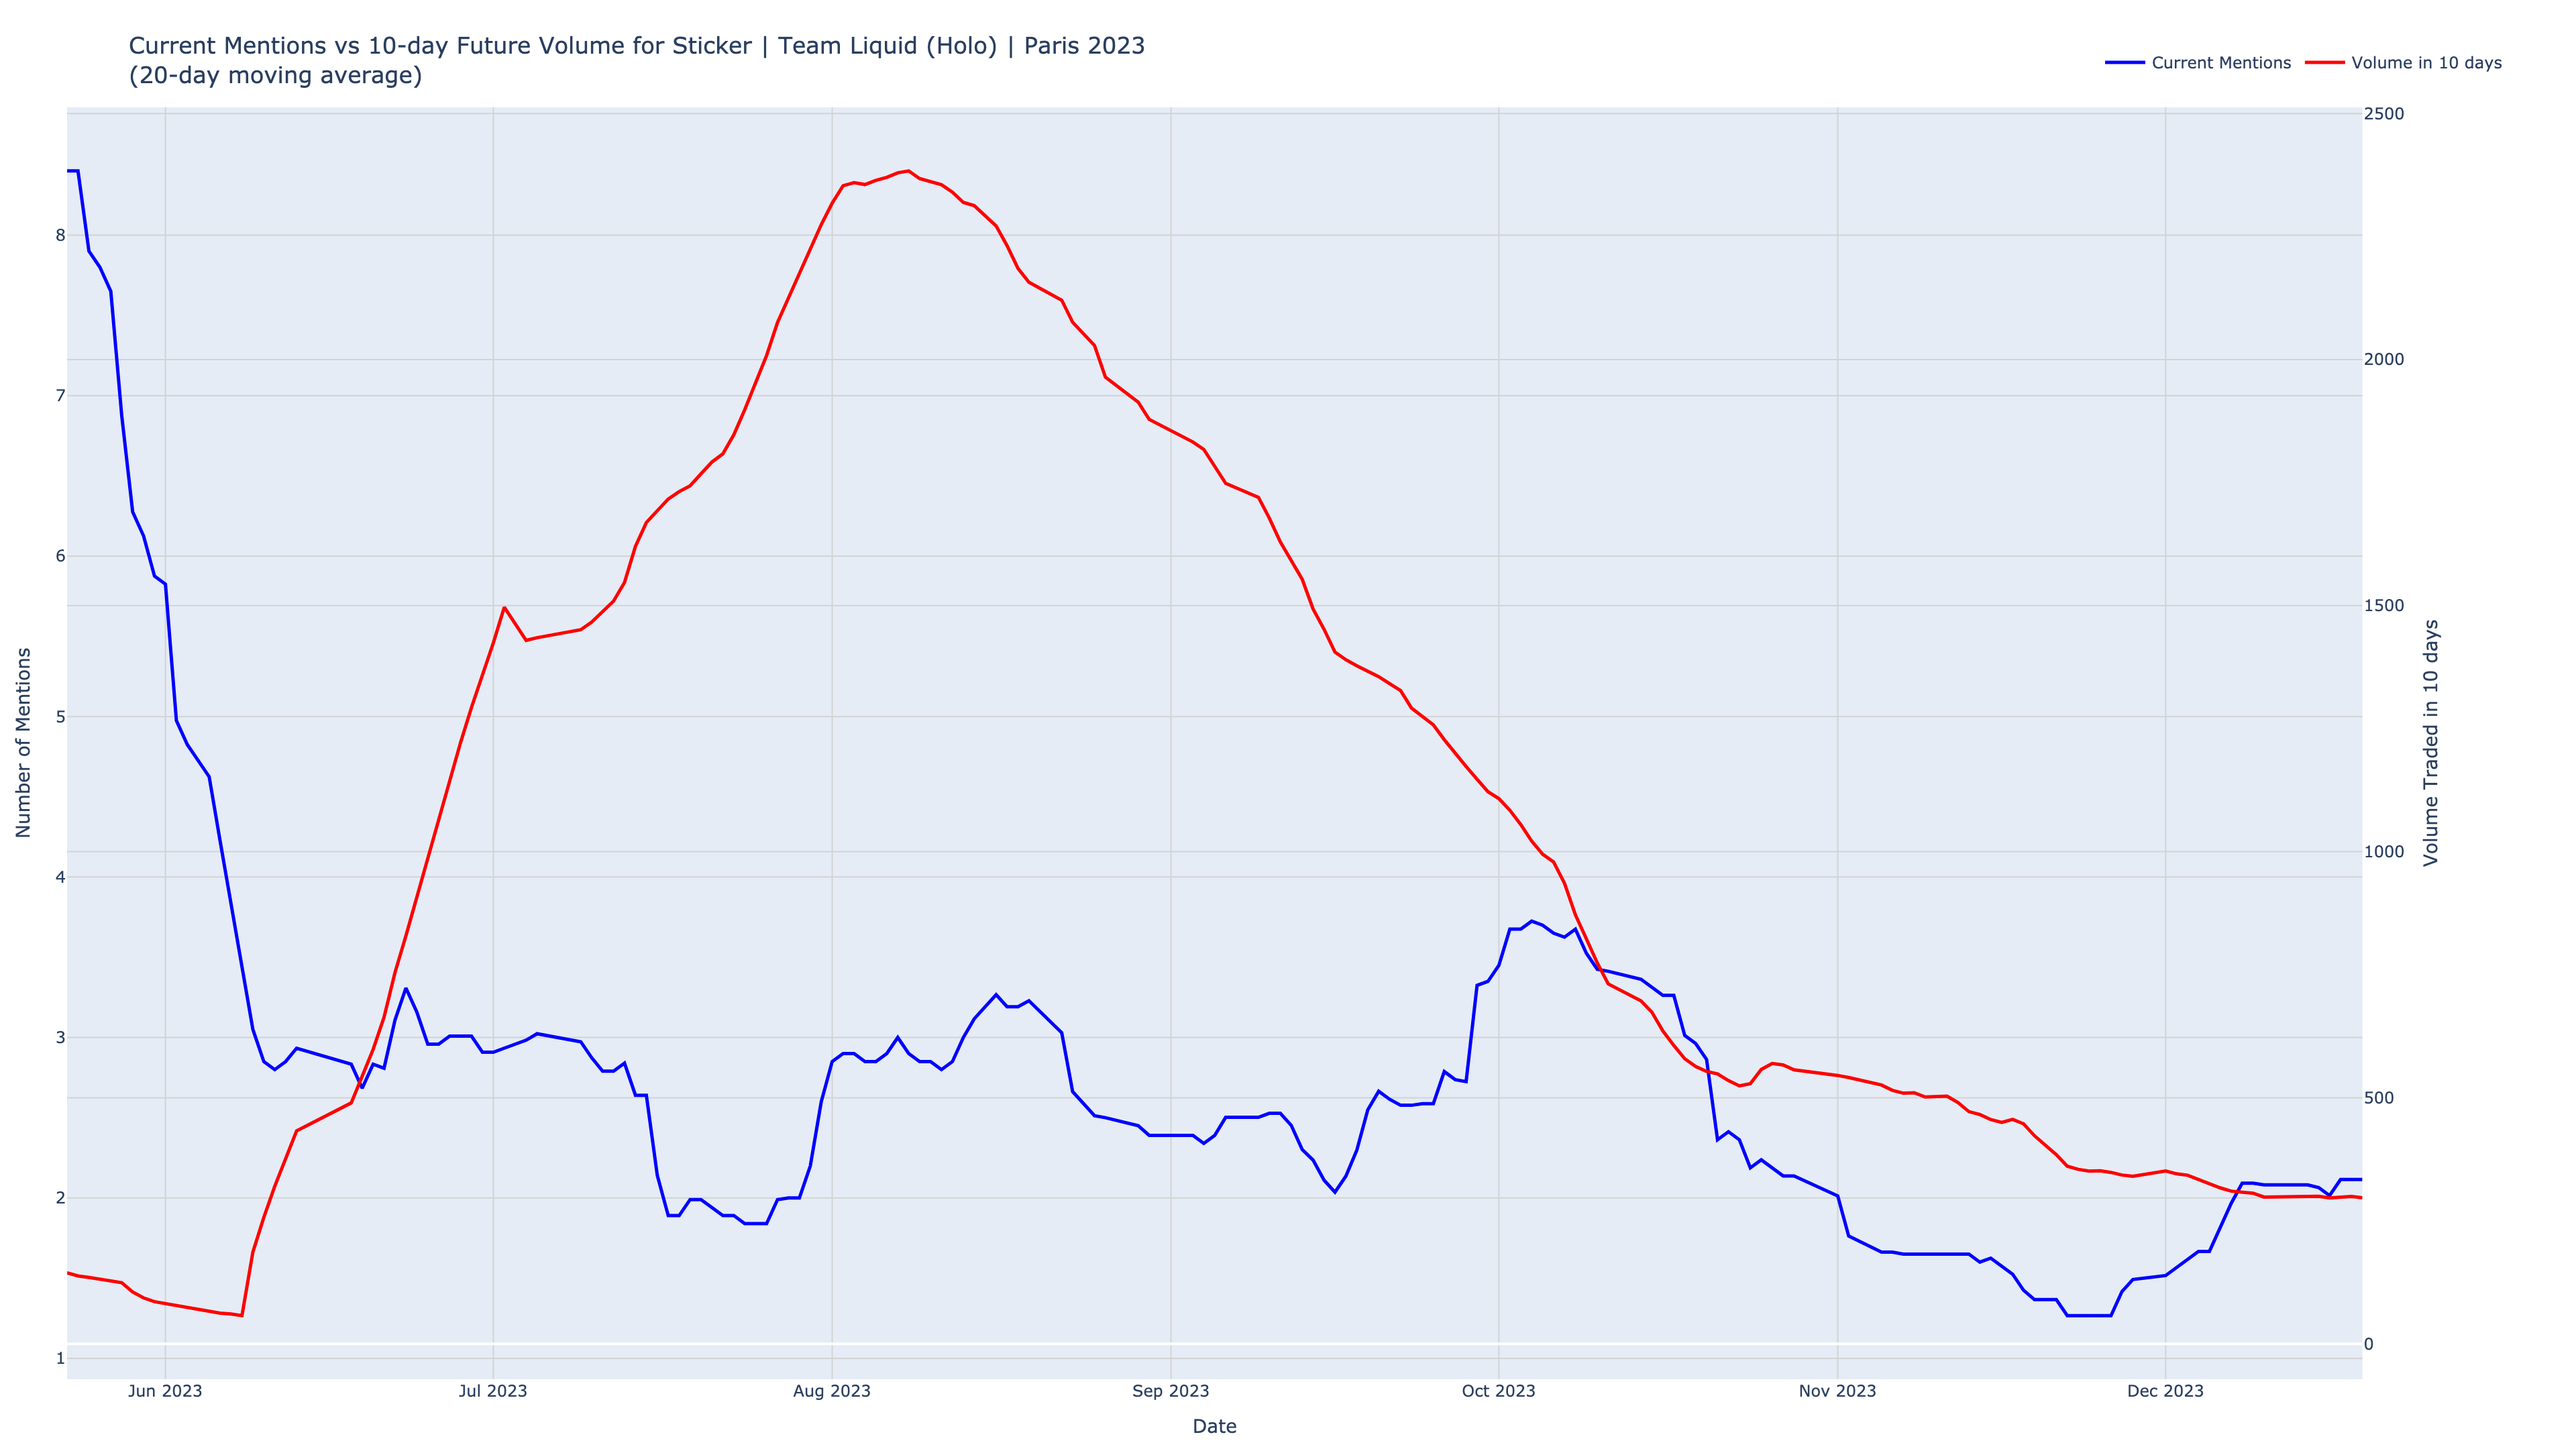 Current Mentions vs 10-day Future Volume for Sticker | Team Liquid (Holo) | Paris 2023
(20-day moving average)
Current Mentions
Volume in 10 days
Number of Mentions
8
7
6
5
4
3
2
1
2500
2000
1500
1000
500
0
Volume Traded in 10 days
Jun 2023
Jul 2023
Aug 2023
Sep 2023
Oct 2023
Nov 2023
Dec 2023
Date